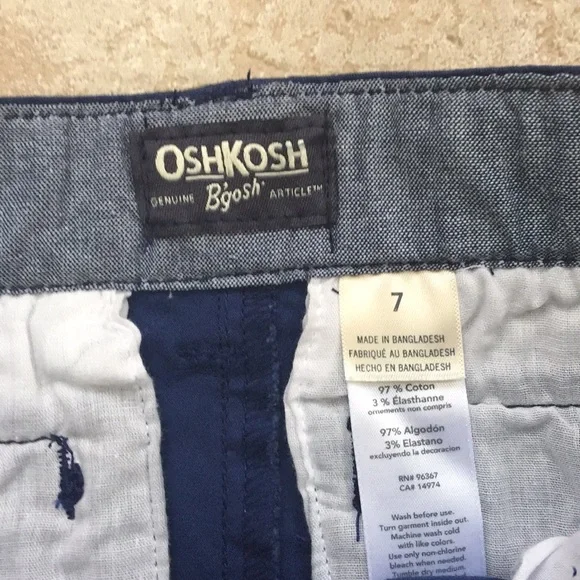 OSHKOSH
GENUINE B'gosh® ARTICLE™
7
MADE IN BANGLADESH
FABRIQUÉ AU BANGLADESH
HECHO EN BANGLADESH
97 % Coton
3 % Élasthanne
ornements non compris
97% Algodón
3% Elastano
excluyendo la decoracion
RN# 96367
CA# 14974
Wash before use.
Turn garment inside out.
Machine wash cold
with like colors.
Use only non-chlorine
bleach when needed.
Tumble dry medium.